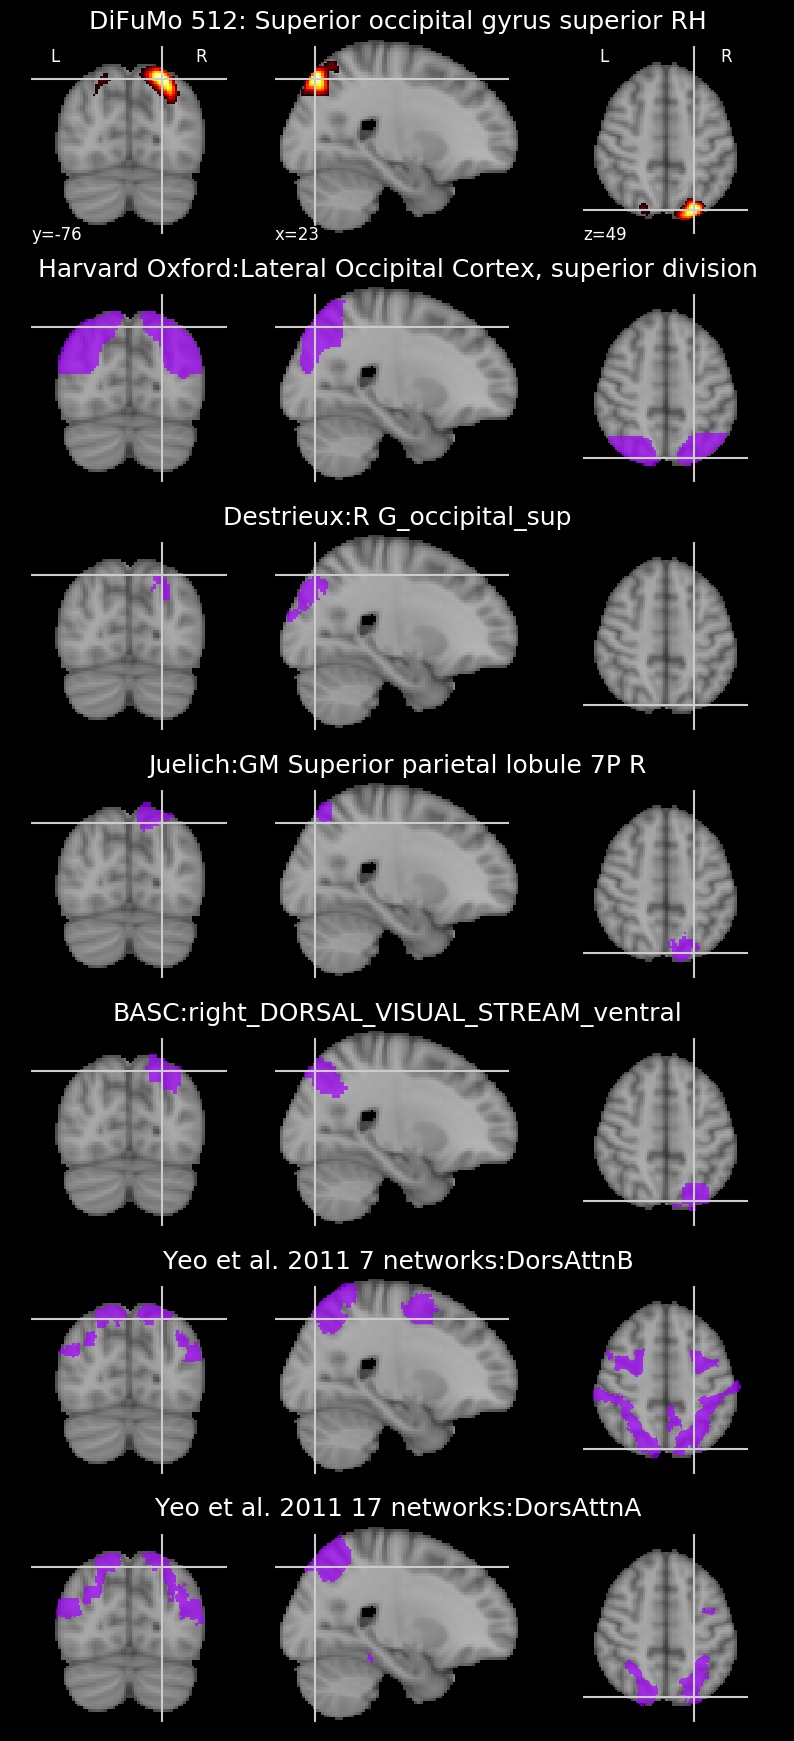 DiFuMo 512: Superior occipital gyrus superior RH
L R L R
y=-76 x=23 z=49
Harvard Oxford:Lateral Occipital Cortex, superior division
Destrieux:R G_occipital_sup
Juelich:GM Superior parietal lobule 7P R
BASC:right_DORSAL_VISUAL_STREAM_ventral
Yeo et al. 2011 7 networks:DorsAttnB
Yeo et al. 2011 17 networks:DorsAttnA